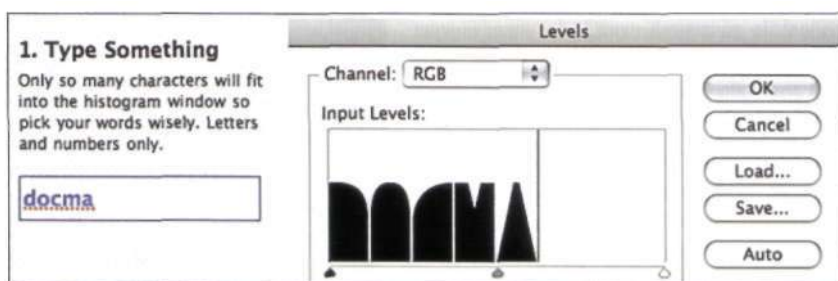 1. Type Something
Only so many characters will fit
into the histogram window so
pick your words wisely. Letters
and numbers only.
docma
Levels
Channel: RGB
Input Levels:
DOCMA
OK
Cancel
Load...
Save...
Auto